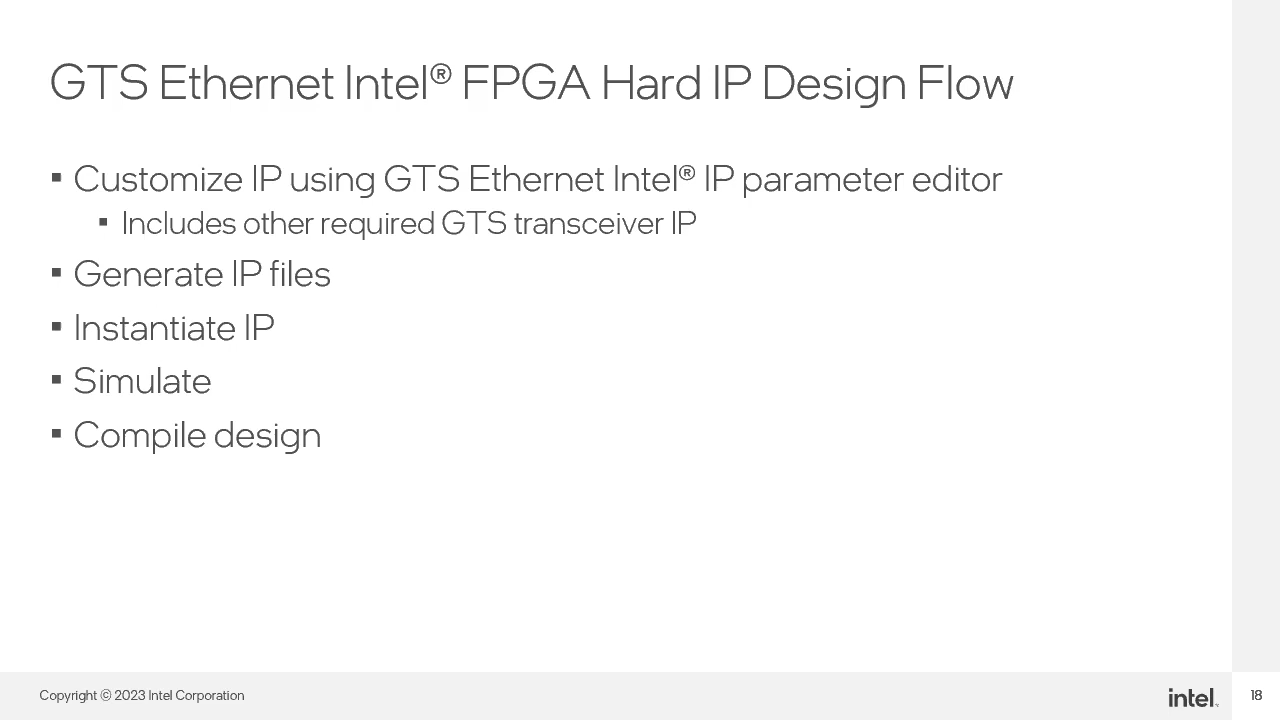 GTS Ethernet Intel® FPGA Hard IP Design Flow
▪ Customize IP using GTS Ethernet Intel® IP parameter editor
▪ Includes other required GTS transceiver IP
▪ Generate IP files
▪ Instantiate IP
▪ Simulate
▪ Compile design
Copyright © 2023 Intel Corporation
intel.
18